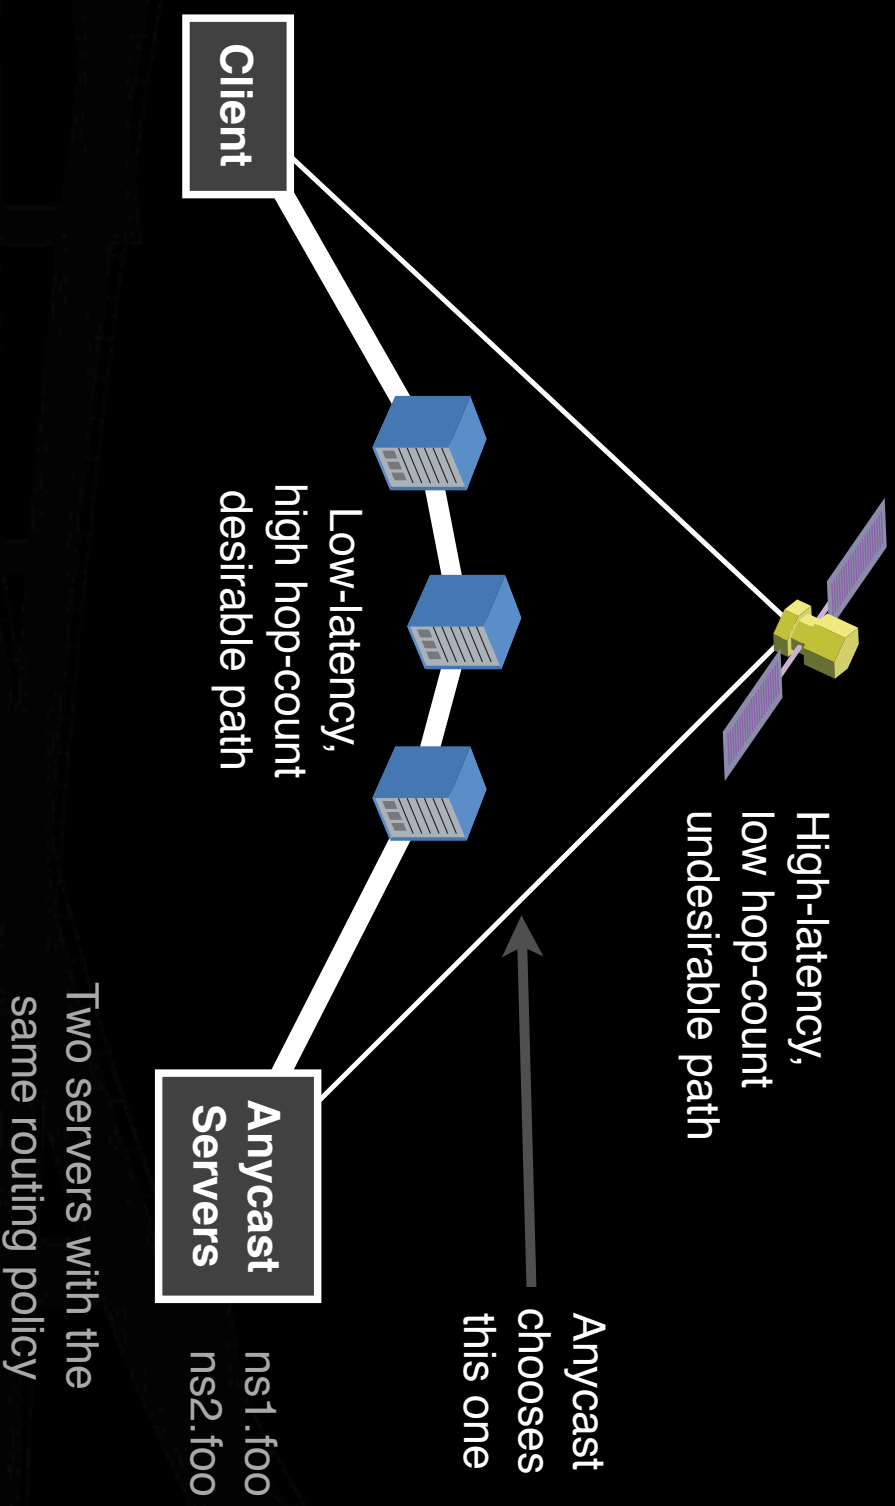 High-latency,
low hop-count
undesirable path
Anycast
chooses
this one
Client
Low-latency,
high hop-count
desirable path
Anycast
Servers
ns1.foo
ns2.foo
Two servers with the
same routing policy